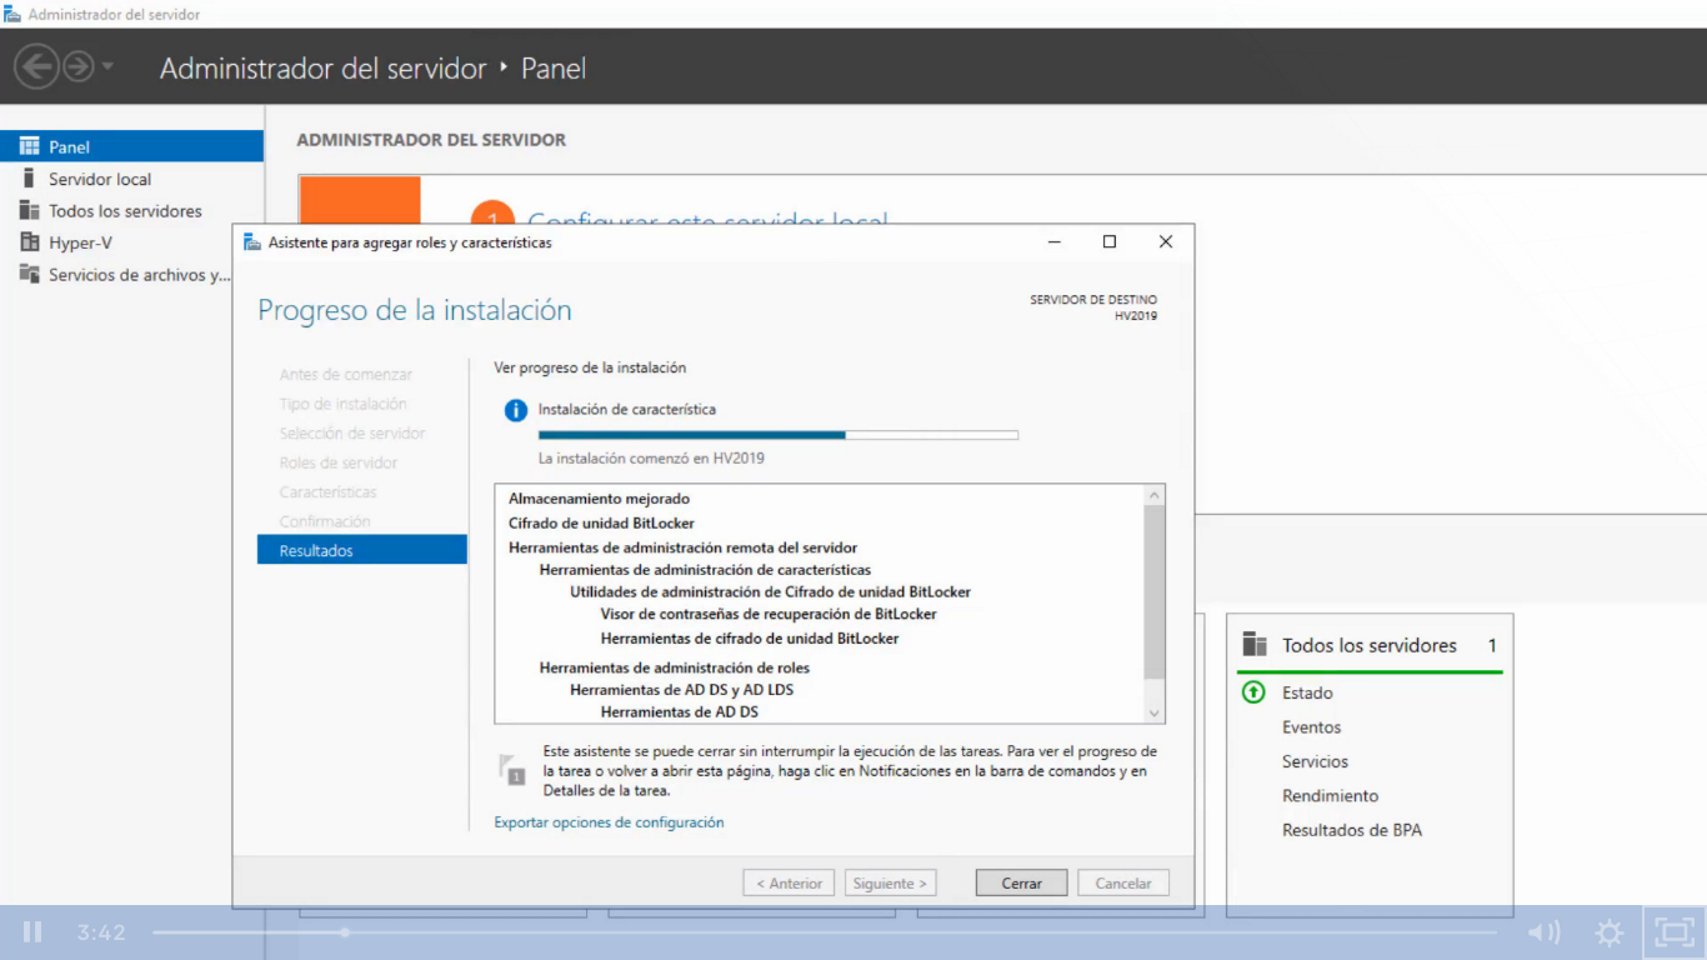 Administrador del servidor
Administrador del servidor ‣ Panel
Panel
Servidor local
Todos los servidores
Hyper-V
Servicios de archivos y...
ADMINISTRADOR DEL SERVIDOR
1 Configurar este servidor local
Asistente para agregar roles y características
Progreso de la instalación
SERVIDOR DE DESTINO
HV2019
Antes de comenzar
Tipo de instalación
Selección de servidor
Roles de servidor
Características
Confirmación
Resultados
Ver progreso de la instalación
Instalación de característica
La instalación comenzó en HV2019
Almacenamiento mejorado
Cifrado de unidad BitLocker
Herramientas de administración remota del servidor
Herramientas de administración de características
Utilidades de administración de Cifrado de unidad BitLocker
Visor de contraseñas de recuperación de BitLocker
Herramientas de cifrado de unidad BitLocker
Herramientas de administración de roles
Herramientas de AD DS y AD LDS
Herramientas de AD DS
1
Este asistente se puede cerrar sin interrumpir la ejecución de las tareas. Para ver el progreso de
la tarea o volver a abrir esta página, haga clic en Notificaciones en la barra de comandos y en
Detalles de la tarea.
Exportar opciones de configuración
< Anterior
Siguiente >
Cerrar
Cancelar
Todos los servidores 1
Estado
Eventos
Servicios
Rendimiento
Resultados de BPA
3:42